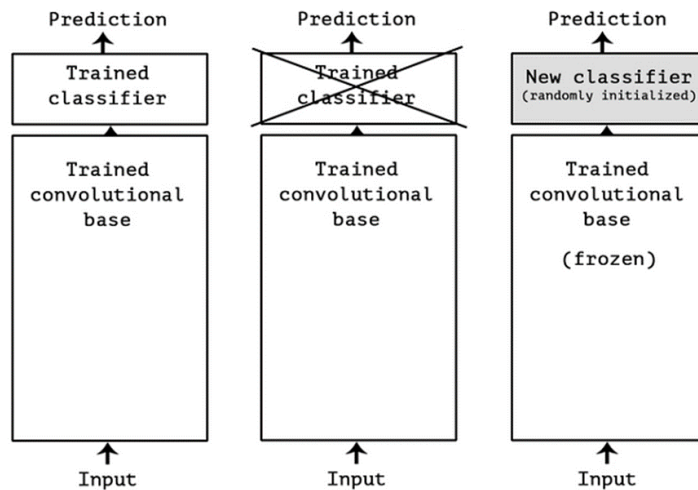 Prediction
Trained
classifier
Trained
convolutional
base
Input
Prediction
Trained
classifier
Trained
convolutional
base
Input
Prediction
New classifier
(randomly initialized)
Trained
convolutional
base
(frozen)
Input